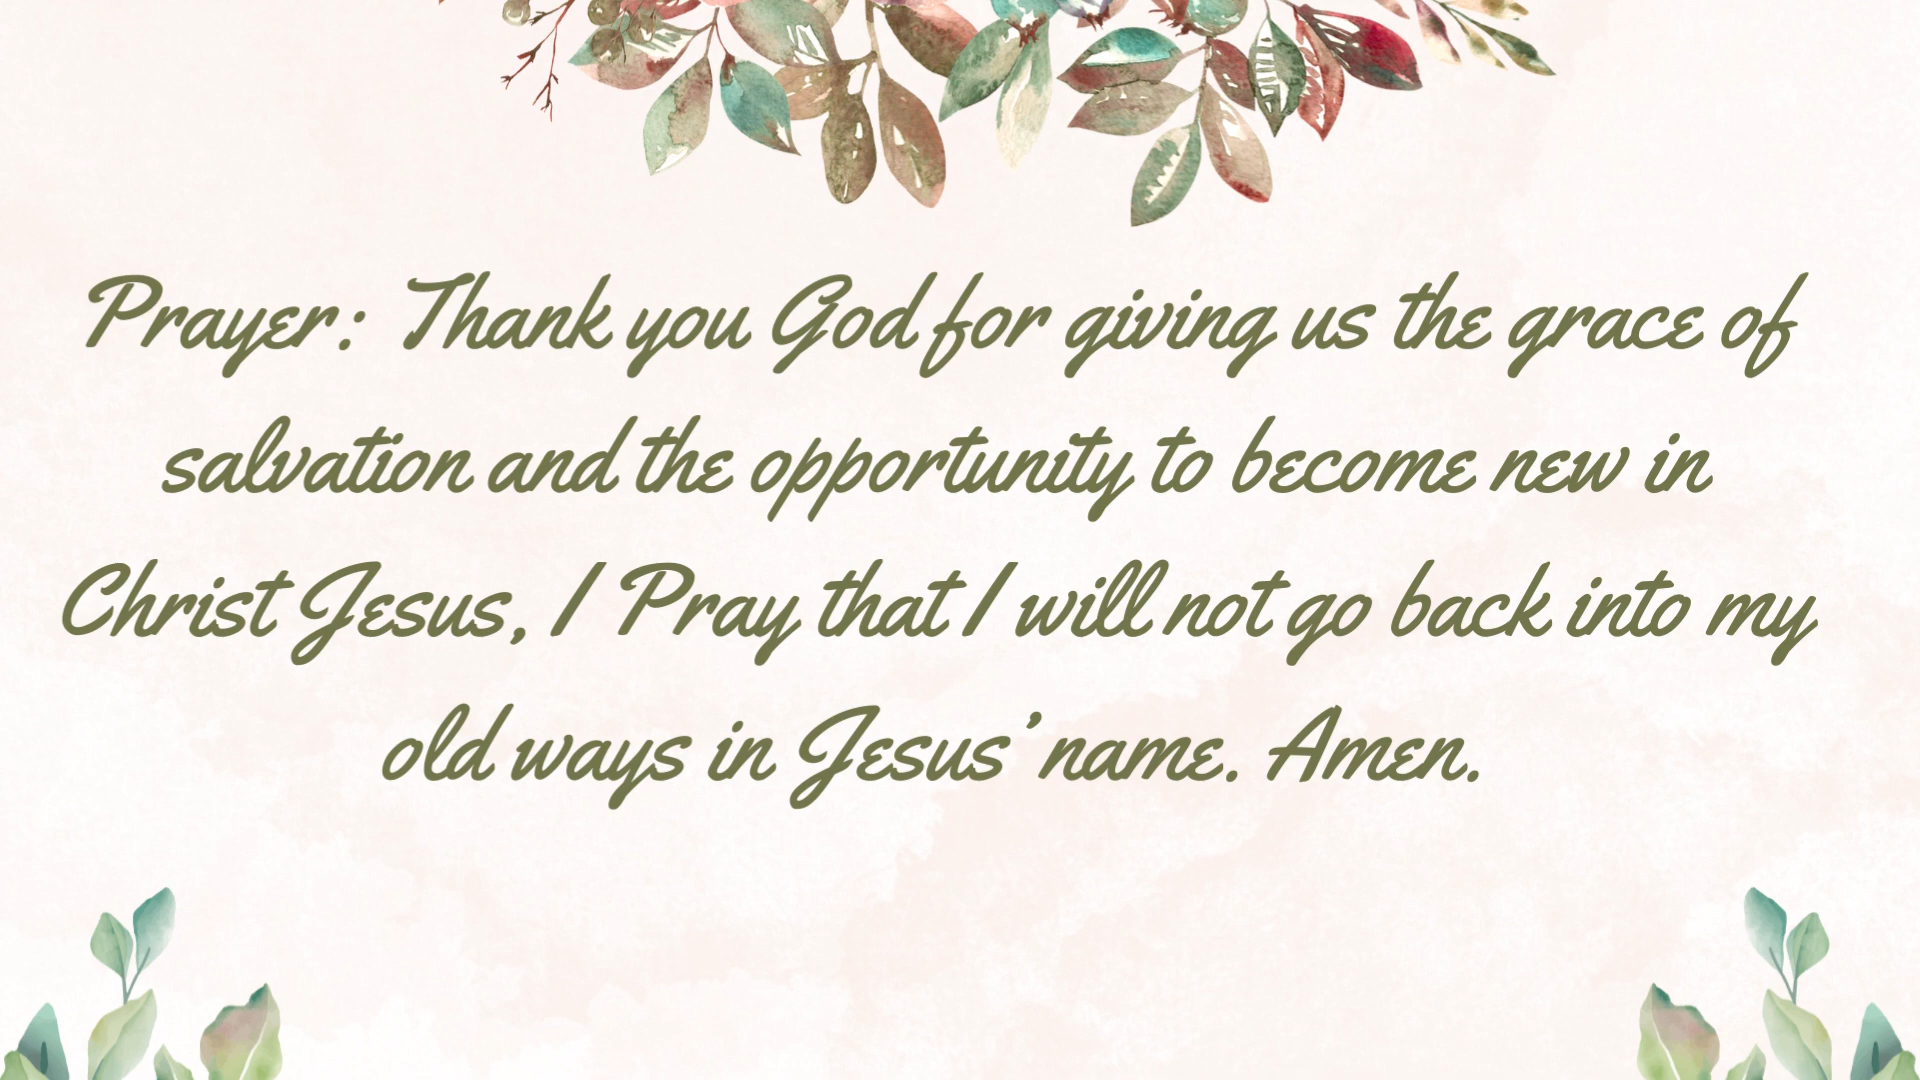 Prayer: Thank you God for giving us the grace of
salvation and the opportunity to become new in
Christ Jesus, I Pray that I will not go back into my
old ways in Jesus’ name. Amen.